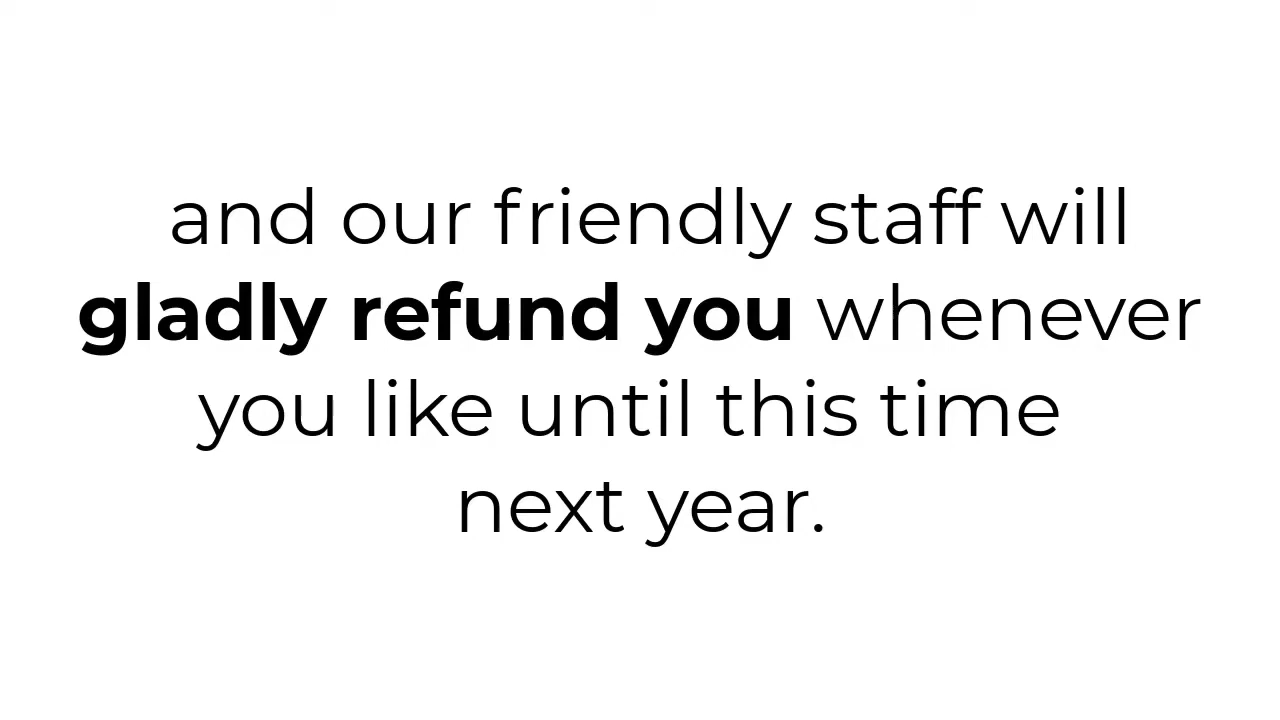 and our friendly staff will
gladly refund you whenever
you like until this time
next year.